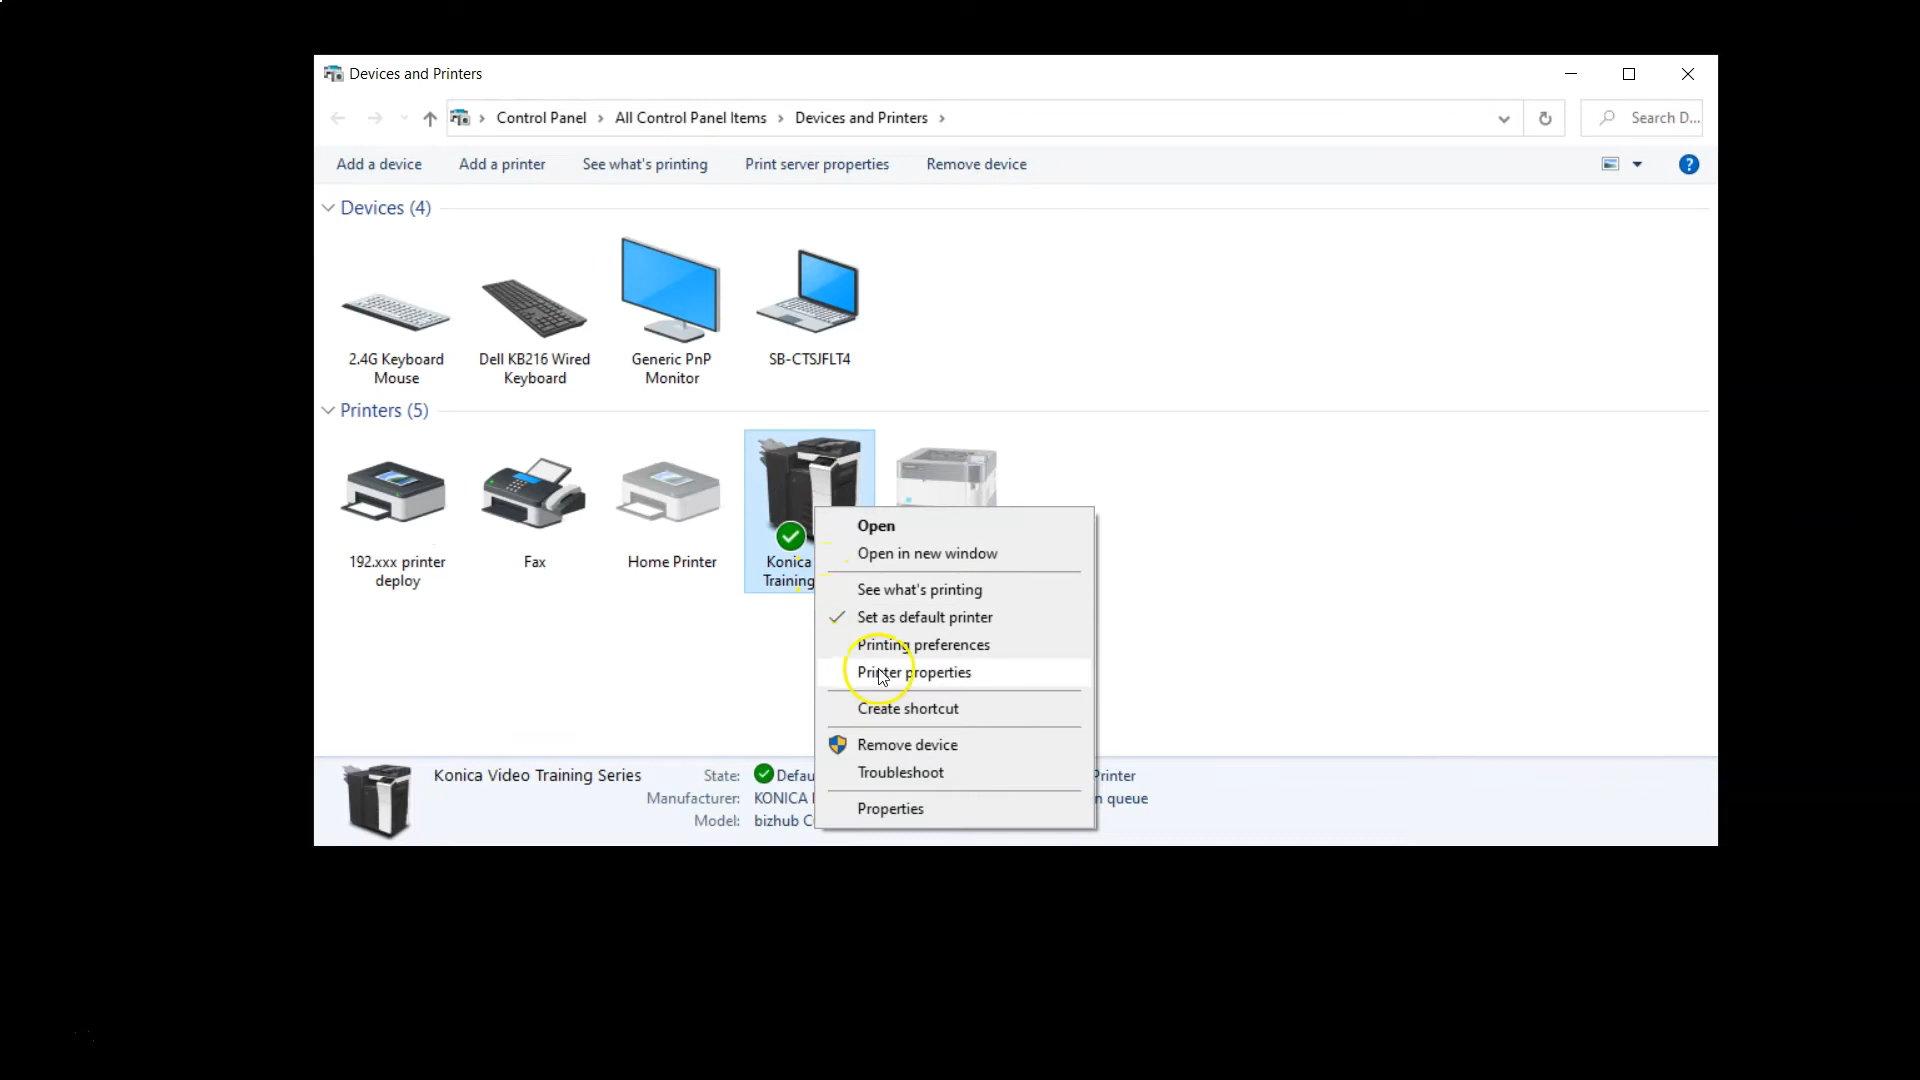 Devices and Printers
Control Panel > All Control Panel Items > Devices and Printers >
Search D...
Add a device
Add a printer
See what's printing
Print server properties
Remove device
?
Devices (4)
2.4G Keyboard
Mouse
Dell KB216 Wired
Keyboard
Generic PnP
Monitor
SB-CTSJFLT4
Printers (5)
192.xxx printer
deploy
Fax
Home Printer
Konica
Training
Open
Open in new window
See what's printing
Set as default printer
Printing preferences
Printer properties
Create shortcut
Remove device
Troubleshoot
Properties
Konica Video Training Series
State:
Manufacturer:
KONICA
Model:
bizhub
Printer
queue